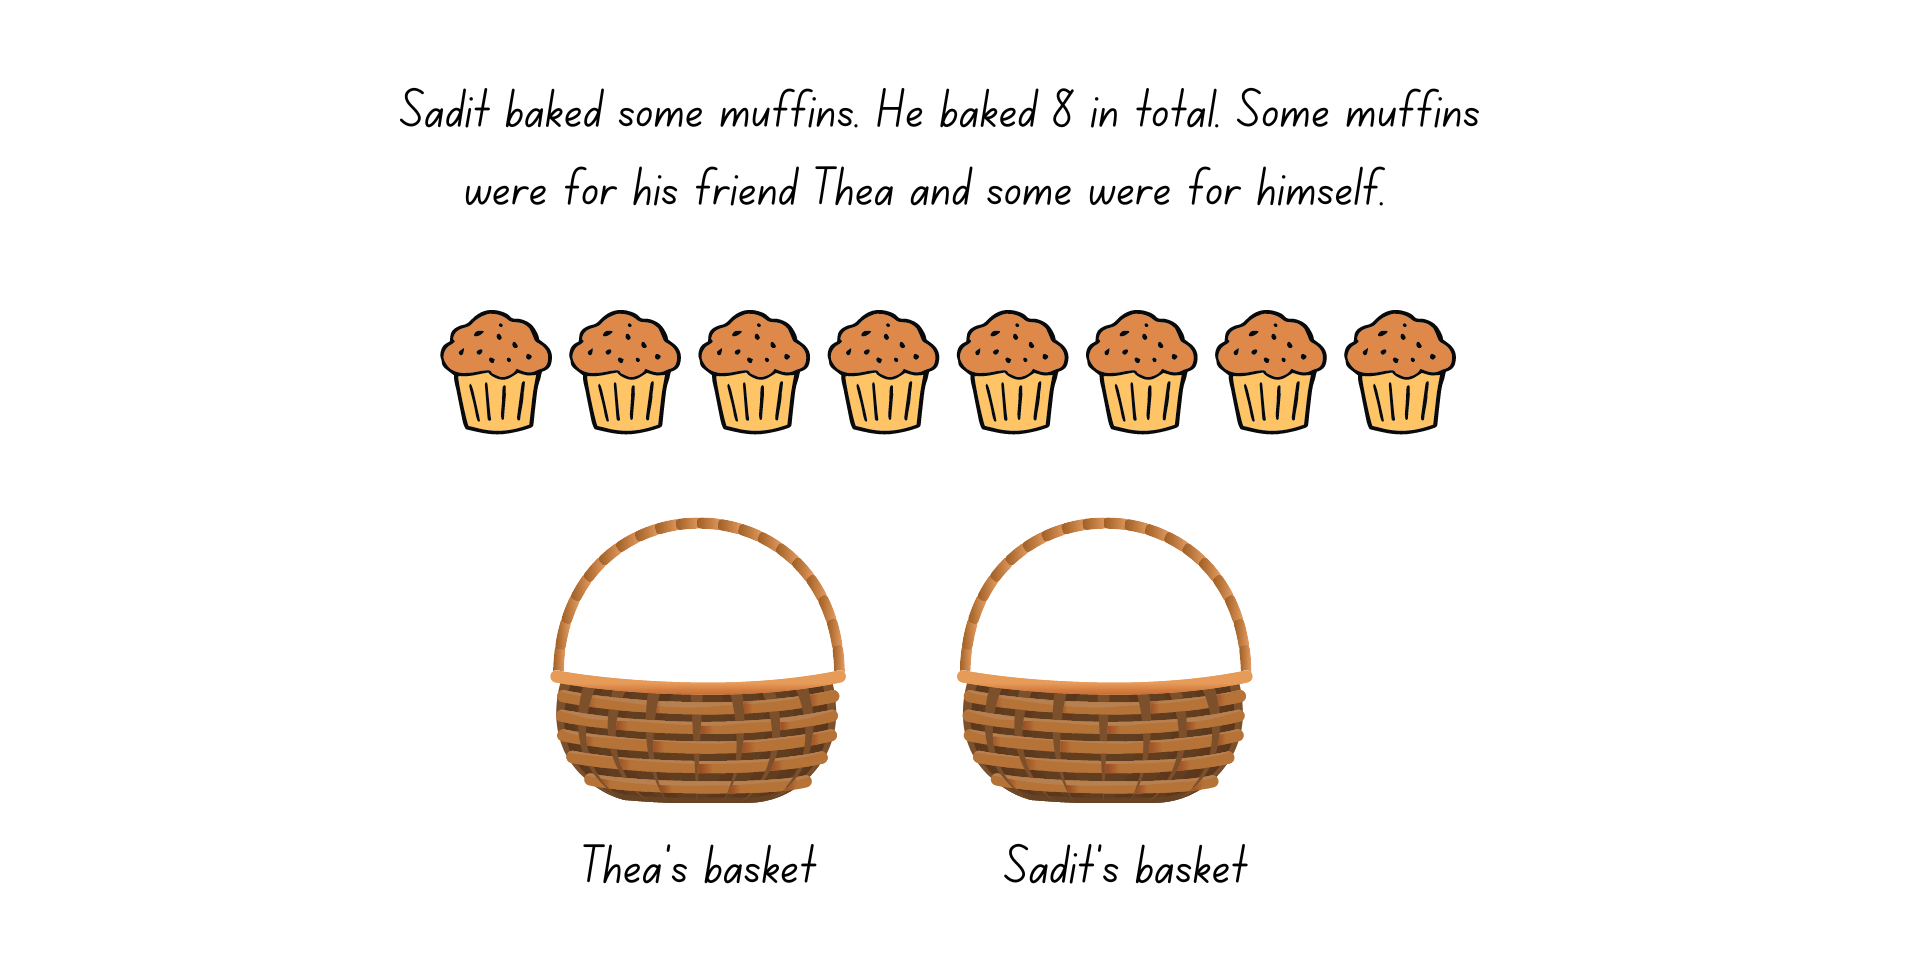 Sadit baked some muffins. He baked 8 in total. Some muffins
were for his friend Thea and some were for himself.
Thea's basket
Sadit's basket